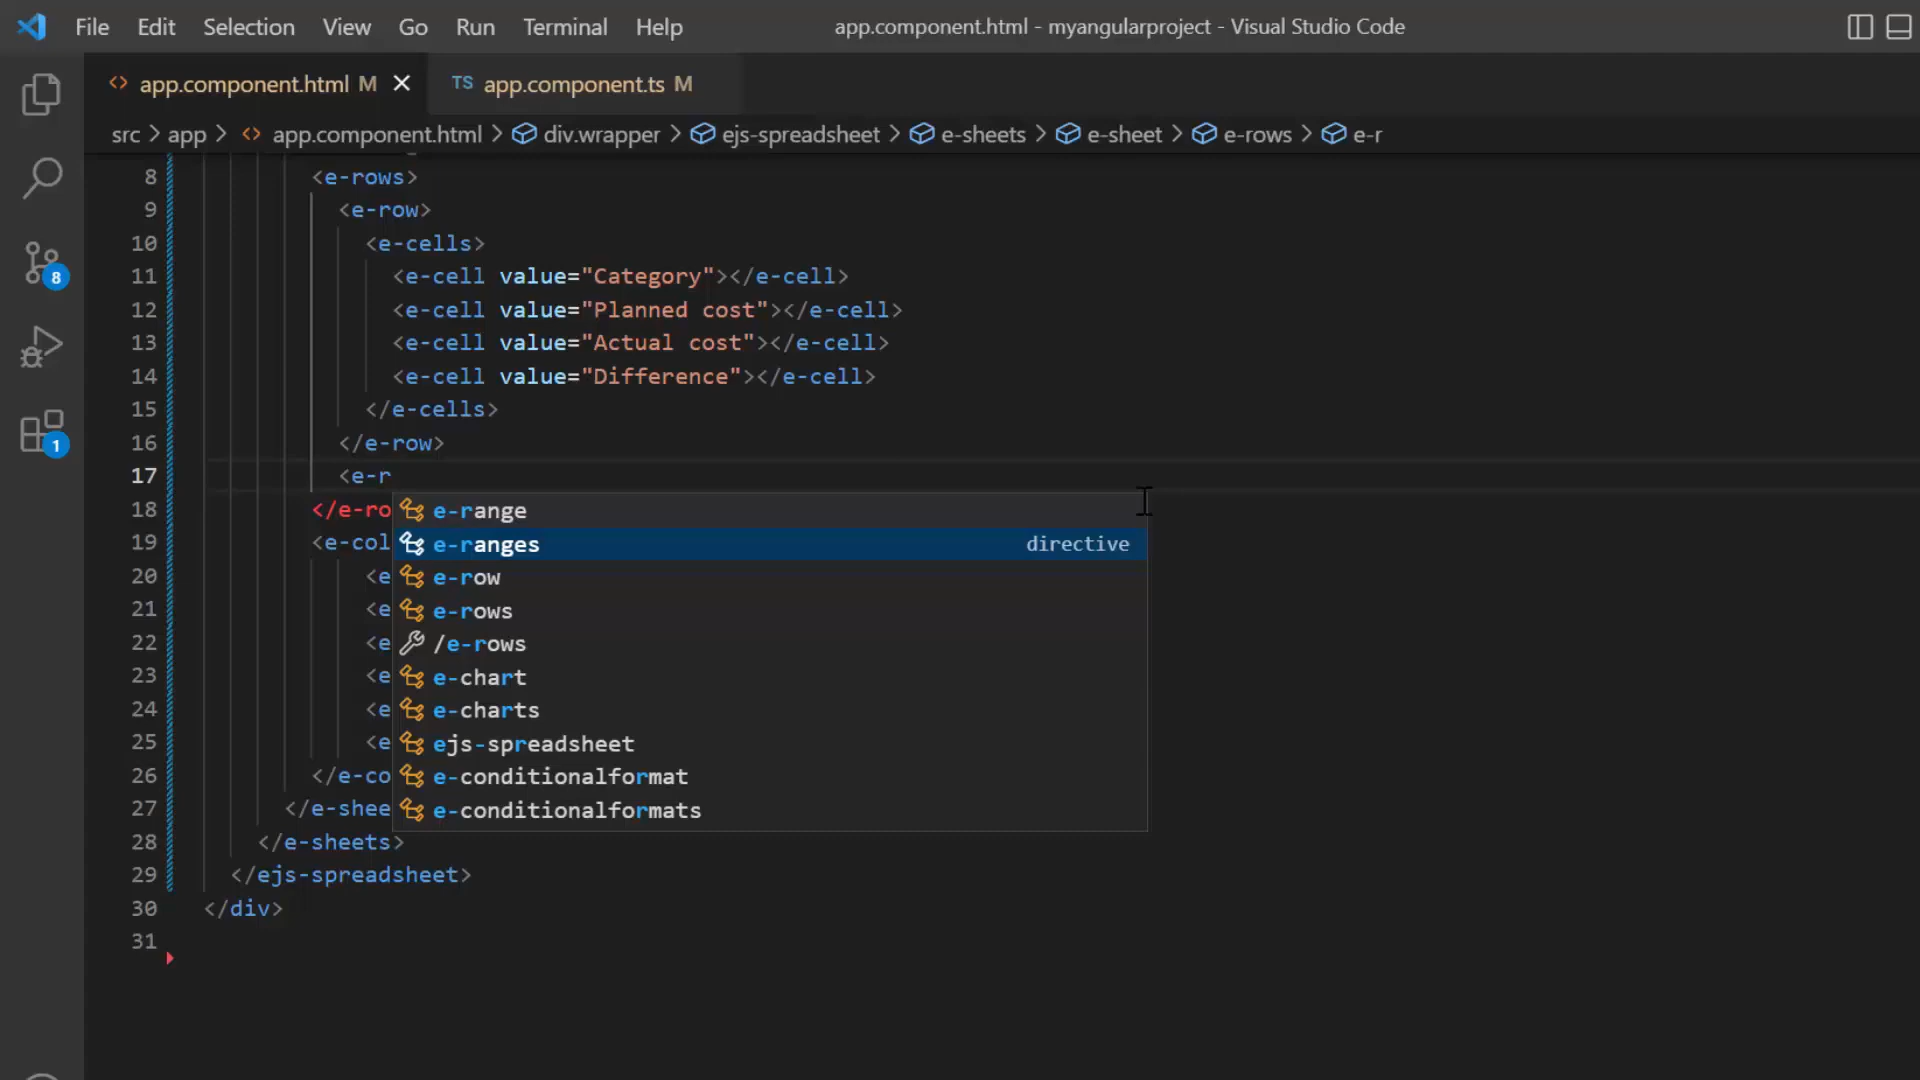 File Edit Selection View Go Run Terminal Help app.component.html - myangularproject - Visual Studio Code
<> app.component.html M × TS app.component.ts M
src > app > <> app.component.html > div.wrapper > ejs-spreadsheet > e-sheets > e-sheet > e-rows > e-r
8 <e-rows>
9 <e-row>
10 <e-cells>
11 <e-cell value="Category"></e-cell>
12 <e-cell value="Planned cost"></e-cell>
13 <e-cell value="Actual cost"></e-cell>
14 <e-cell value="Difference"></e-cell>
15 </e-cells>
16 </e-row>
17 <e-r
18 </e-ro
e-range
19 <e-col
e-ranges directive
20 <e
e-row
21 <e
e-rows
22 <e
/e-rows
23 <e
e-chart
24 <e
e-charts
25 <e
ejs-spreadsheet
26 </e-co
e-conditionalformat
27 </e-shee
e-conditionalformats
28 </e-sheets>
29 </ejs-spreadsheet>
30 </div>
31
8
1